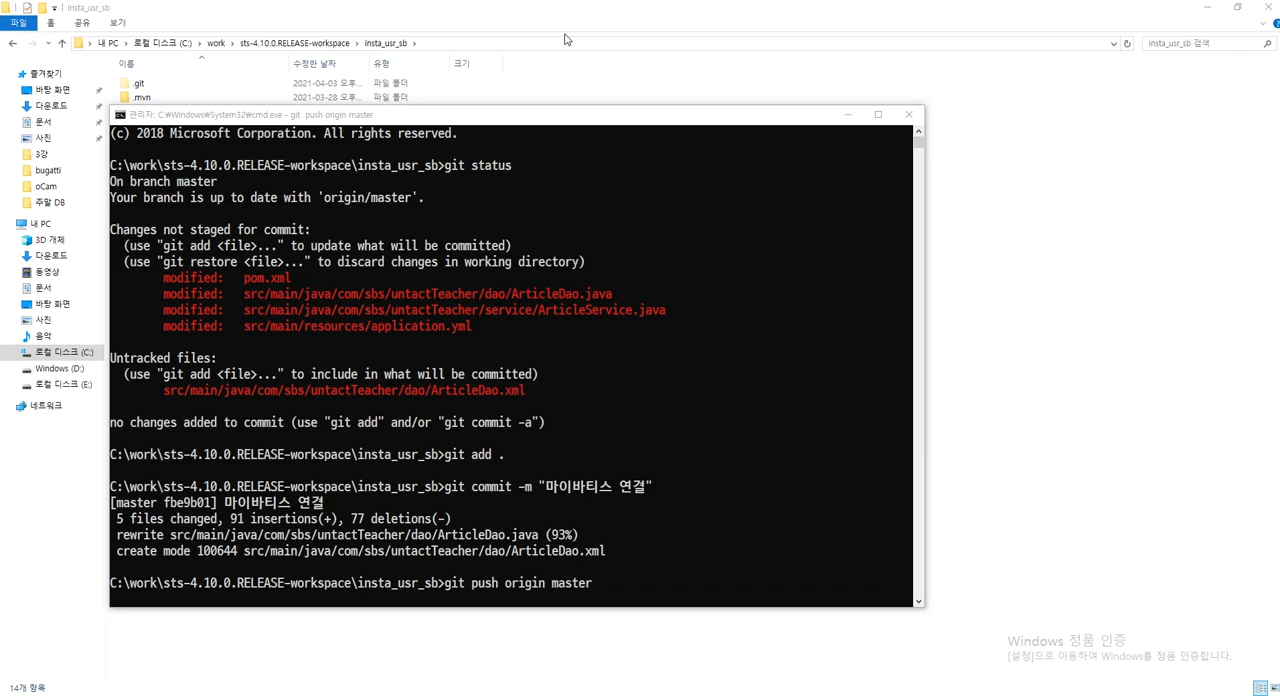 insta_usr_sb
파일 홈 공유 보기
내 PC > 로컬 디스크 (C:) > work > sts-4.10.0.RELEASE-workspace > insta_usr_sb >
insta_usr_sb 검색
이름 수정한 날짜 유형 크기
.git 2021-04-03 오후... 파일 폴더
.mvn 2021-03-28 오후... 파일 폴더
즐겨찾기
바탕 화면
다운로드
문서
사진
3강
bugatti
oCam
주말 DB
내 PC
3D 개체
다운로드
동영상
문서
바탕 화면
사진
음악
로컬 디스크 (C:)
Windows (D:)
로컬 디스크 (E:)
네트워크
관리자: C:₩Windows₩System32₩cmd.exe - git push origin master
(c) 2018 Microsoft Corporation. All rights reserved.
C:\work\sts-4.10.0.RELEASE-workspace\insta_usr_sb>git status
On branch master
Your branch is up to date with 'origin/master'.
Changes not staged for commit:
(use "git add <file>..." to update what will be committed)
(use "git restore <file>..." to discard changes in working directory)
modified: pom.xml
modified: src/main/java/com/sbs/untactTeacher/dao/ArticleDao.java
modified: src/main/java/com/sbs/untactTeacher/service/ArticleService.java
modified: src/main/resources/application.yml
Untracked files:
(use "git add <file>..." to include in what will be committed)
src/main/java/com/sbs/untactTeacher/dao/ArticleDao.xml
no changes added to commit (use "git add" and/or "git commit -a")
C:\work\sts-4.10.0.RELEASE-workspace\insta_usr_sb>git add .
C:\work\sts-4.10.0.RELEASE-workspace\insta_usr_sb>git commit -m "마이바티스 연결"
[master fbe9b01] 마이바티스 연결
5 files changed, 91 insertions(+), 77 deletions(-)
rewrite src/main/java/com/sbs/untactTeacher/dao/ArticleDao.java (93%)
create mode 100644 src/main/java/com/sbs/untactTeacher/dao/ArticleDao.xml
C:\work\sts-4.10.0.RELEASE-workspace\insta_usr_sb>git push origin master
Windows 정품 인증
[설정]으로 이동하여 Windows를 정품 인증합니다.
14개 항목